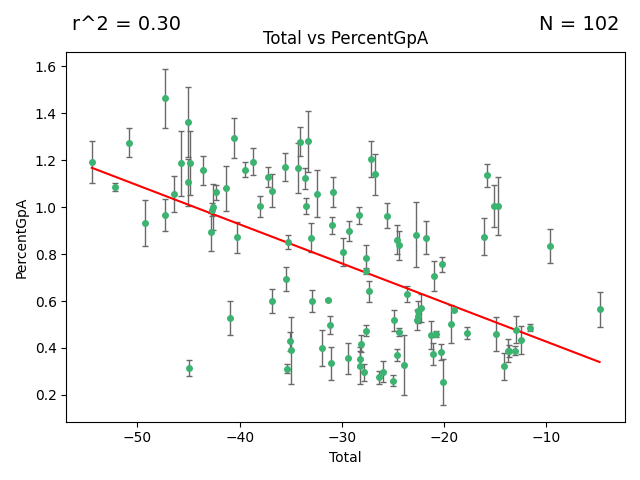 r^2 = 0.30
N = 102
Total vs PercentGpA
PercentGpA
1.6
1.4
1.2
1.0
0.8
0.6
0.4
0.2
−50
−40
−30
−20
−10
Total